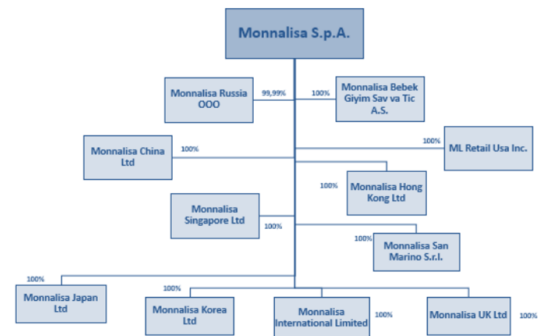 Monnalisa S.p.A.
Monnalisa Russia
OOO
99,99%
100%
Monnalisa Bebek
Giyim Sav va Tic
A.S.
Monnalisa China
Ltd
100%
100%
ML Retail Usa Inc.
100%
Monnalisa Hong
Kong Ltd
Monnalisa
Singapore Ltd
100%
100%
Monnalisa San
Marino S.r.l.
100%
Monnalisa Japan
Ltd
100%
Monnalisa Korea
Ltd
Monnalisa
International Limited
100%
Monnalisa UK Ltd
100%